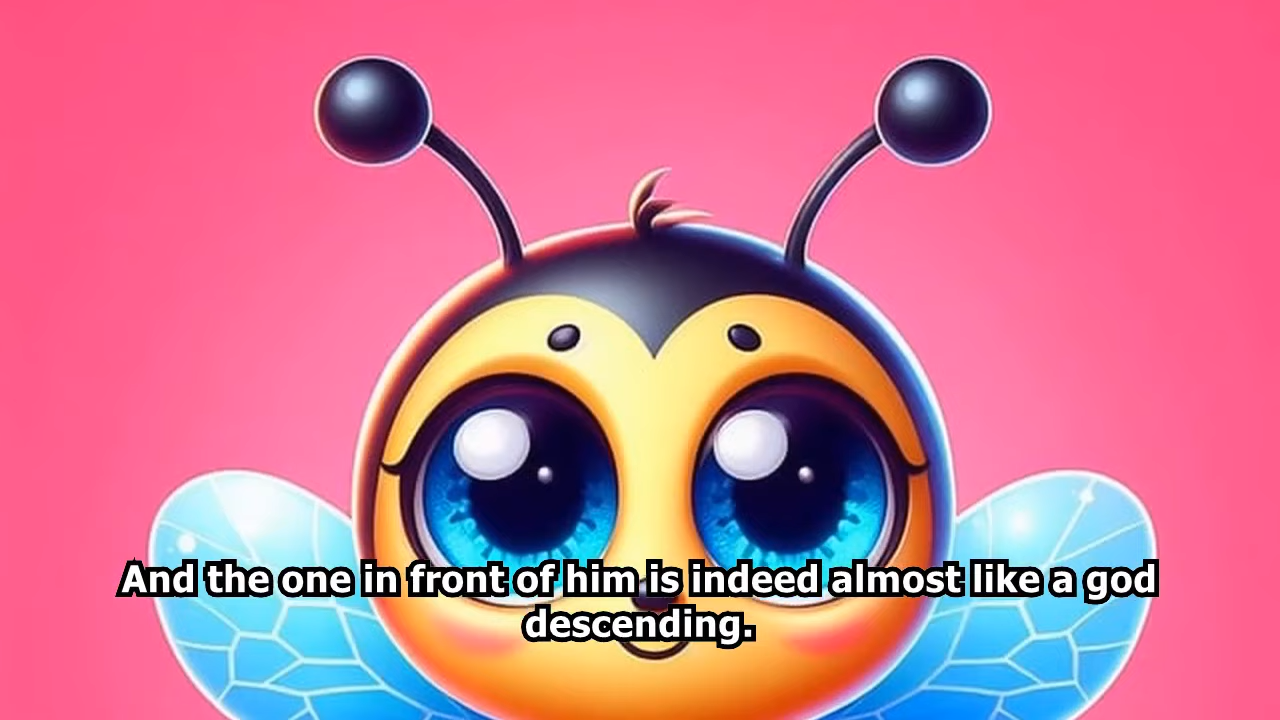 And the one in front of him is indeed almost like a god
descending.